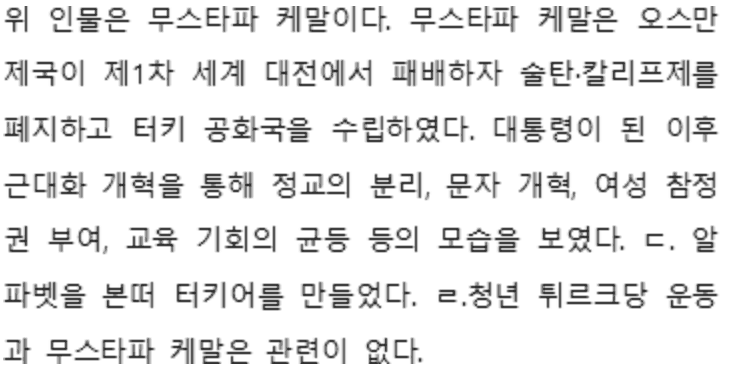 위 인물은 무스타파 케말이다. 무스타파 케말은 오스만
제국이 제1차 세계 대전에서 패배하자 술탄·칼리프제를
폐지하고 터키 공화국을 수립하였다. 대통령이 된 이후
근대화 개혁을 통해 정교의 분리, 문자 개혁, 여성 참정
권 부여, 교육 기회의 균등 등의 모습을 보였다. ㄷ. 알
파벳을 본떠 터키어를 만들었다. ㄹ.청년 튀르크당 운동
과 무스타파 케말은 관련이 없다.